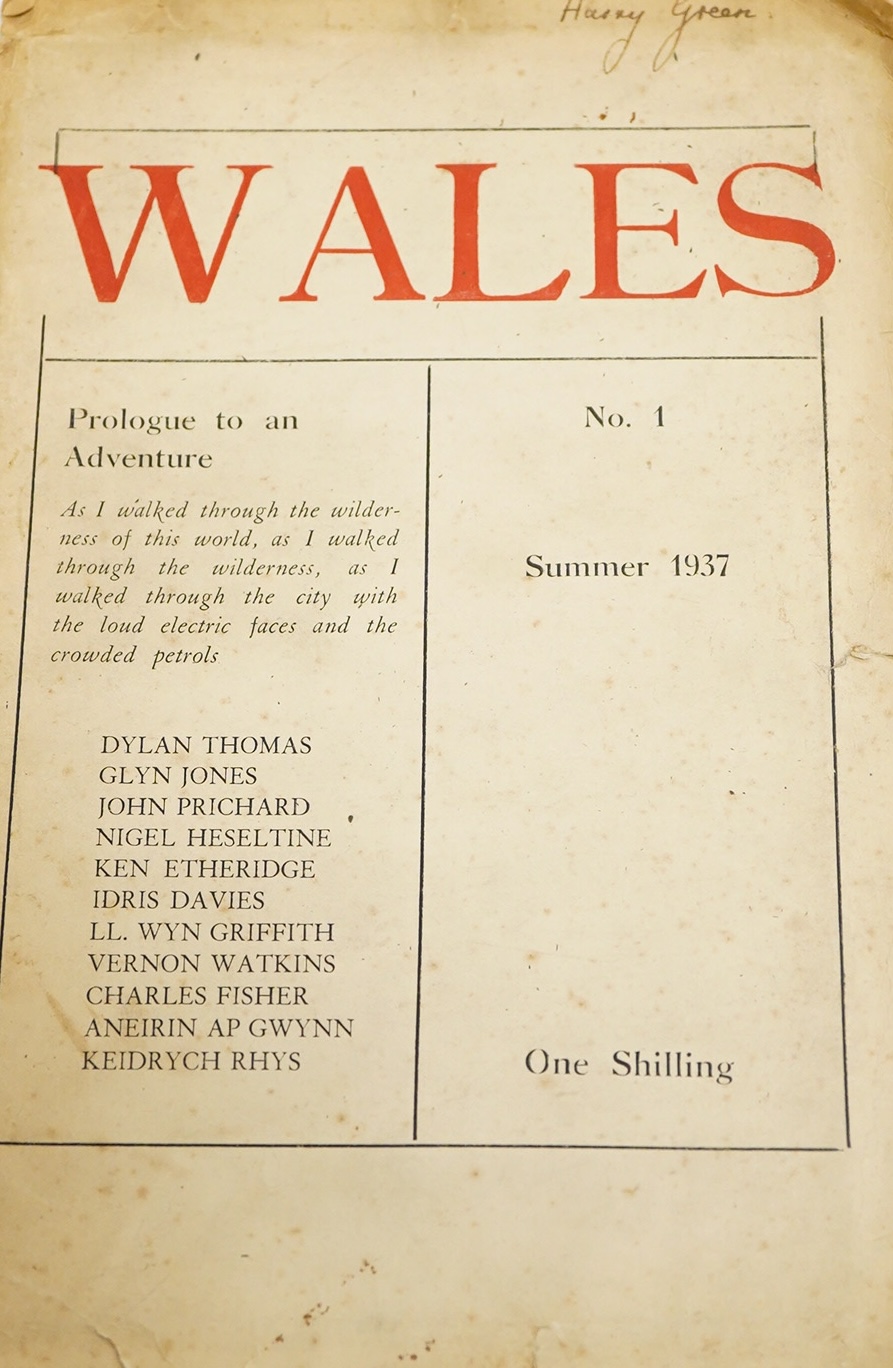 Harry Green
WALES
Prologue to an
Adventure
As I walked through the wilder-
ness of this world, as I walked
through the wilderness, as I
walked through the city with
the loud electric faces and the
crowded petrols
DYLAN THOMAS
GLYN JONES
JOHN PRICHARD
NIGEL HESELTINE
KEN ETHERIDGE
IDRIS DAVIES
LL. WYN GRIFFITH
VERNON WATKINS
CHARLES FISHER
ANEIRIN AP GWYNN
KEIDRYCH RHYS
No. 1
Summer 1937
One Shilling